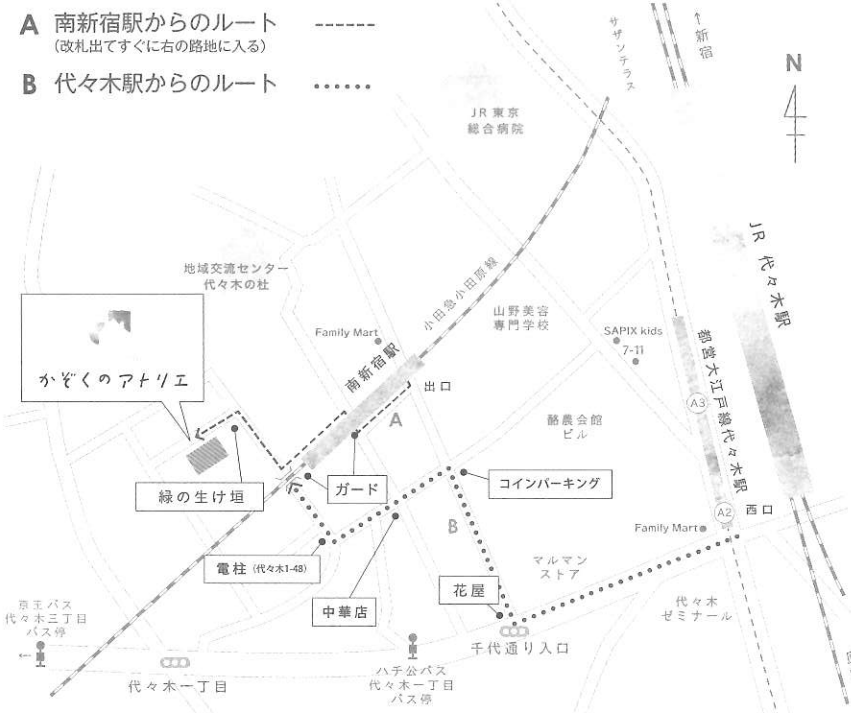 A 南新宿駅からのルート
(改札出てすぐに右の路地に入る)
B 代々木駅からのルート
サザンテラス
↑新宿
N
JR東京
総合病院
JR 代々木駅
地域交流センター
代々木の杜
小田急小田原線
山野美容
専門学校
Family Mart
SAPIX kids
7-11
南新宿駅
出口
都営大江戸線代々木駅
かぞくのアトリエ
A
A3
酪農会館
ビル
緑の生け垣
ガード
コインパーキング
A2
西口
B
Family Mart
電柱 (代々木1-48)
マルマン
ストア
中華店
花屋
代々木
ゼミナール
京王バス
代々木三丁目
バス停
←
千代通り入口
代々木一丁目
ハチ公バス
代々木一丁目
バス停